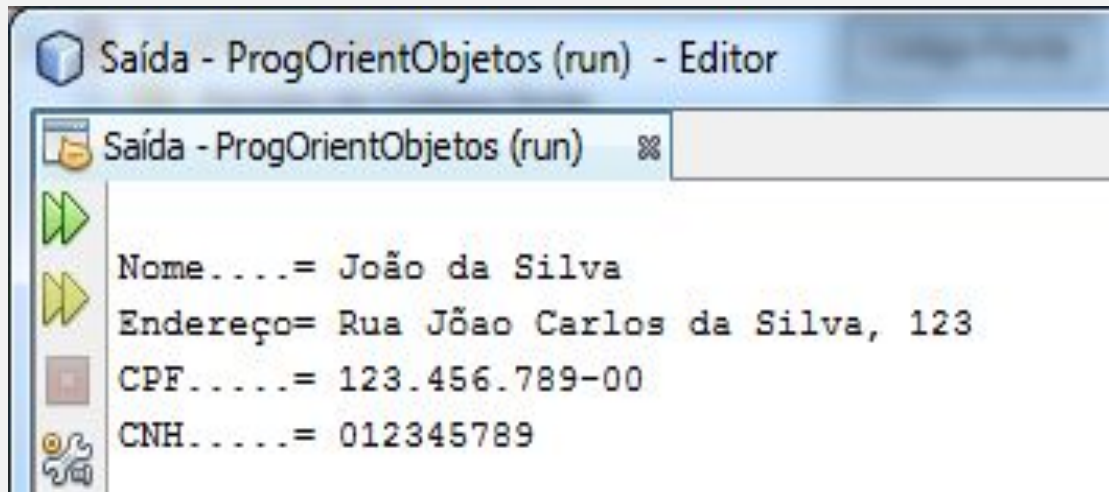 Saída - ProgOrientObjetos (run) - Editor
Saída - ProgOrientObjetos (run)
Nome....= João da Silva
Endereço= Rua Jõao Carlos da Silva, 123
CPF.....= 123.456.789-00
CNH.....= 012345789